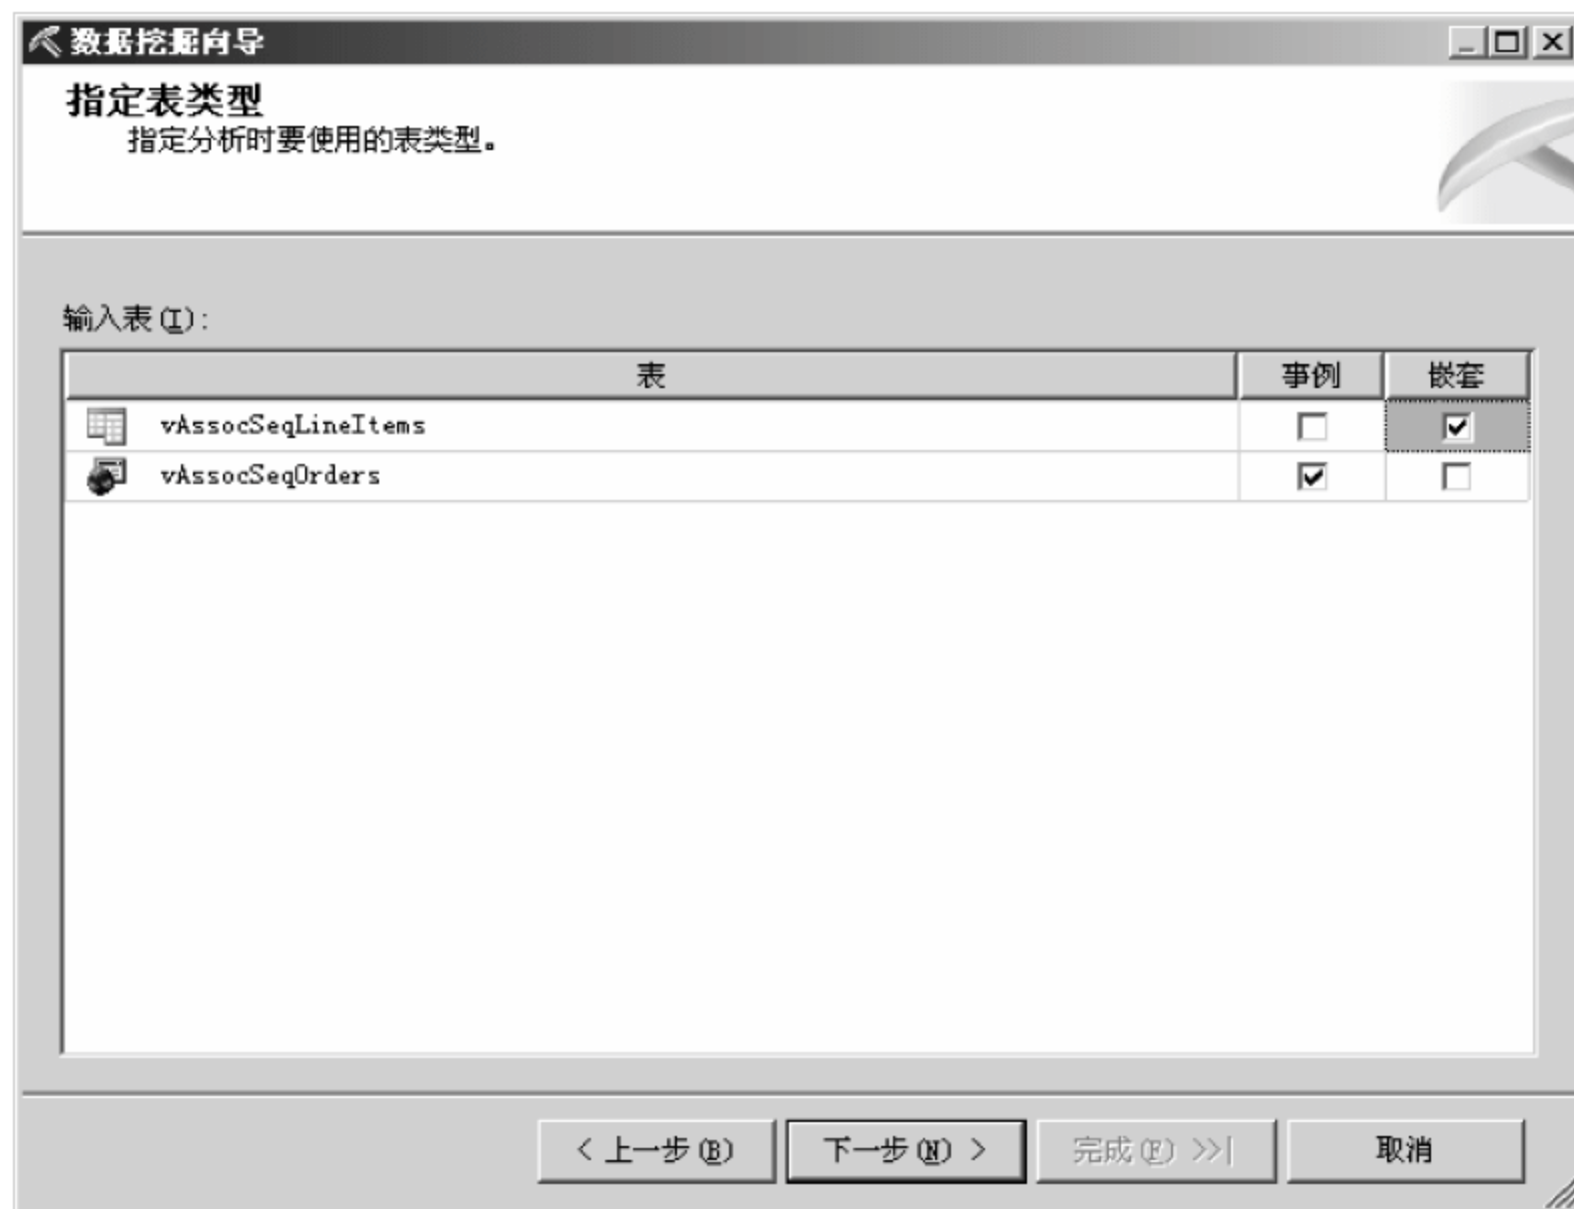 数据挖掘向导
指定表类型
指定分析时要使用的表类型。
输入表(I):
表 事例 嵌套
vAssocSeqLineItems
vAssocSeqOrders
< 上一步(B) 下一步(N) > 完成(F) >>| 取消